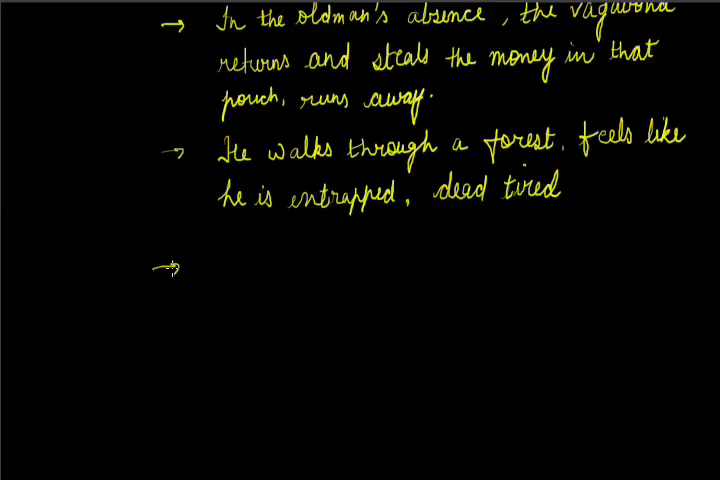 → In the oldman's absence, the vagabond
returns and steals the money in that
pouch, runs away.
→ He walks through a forest. feels like
he is entrapped, dead tired
→